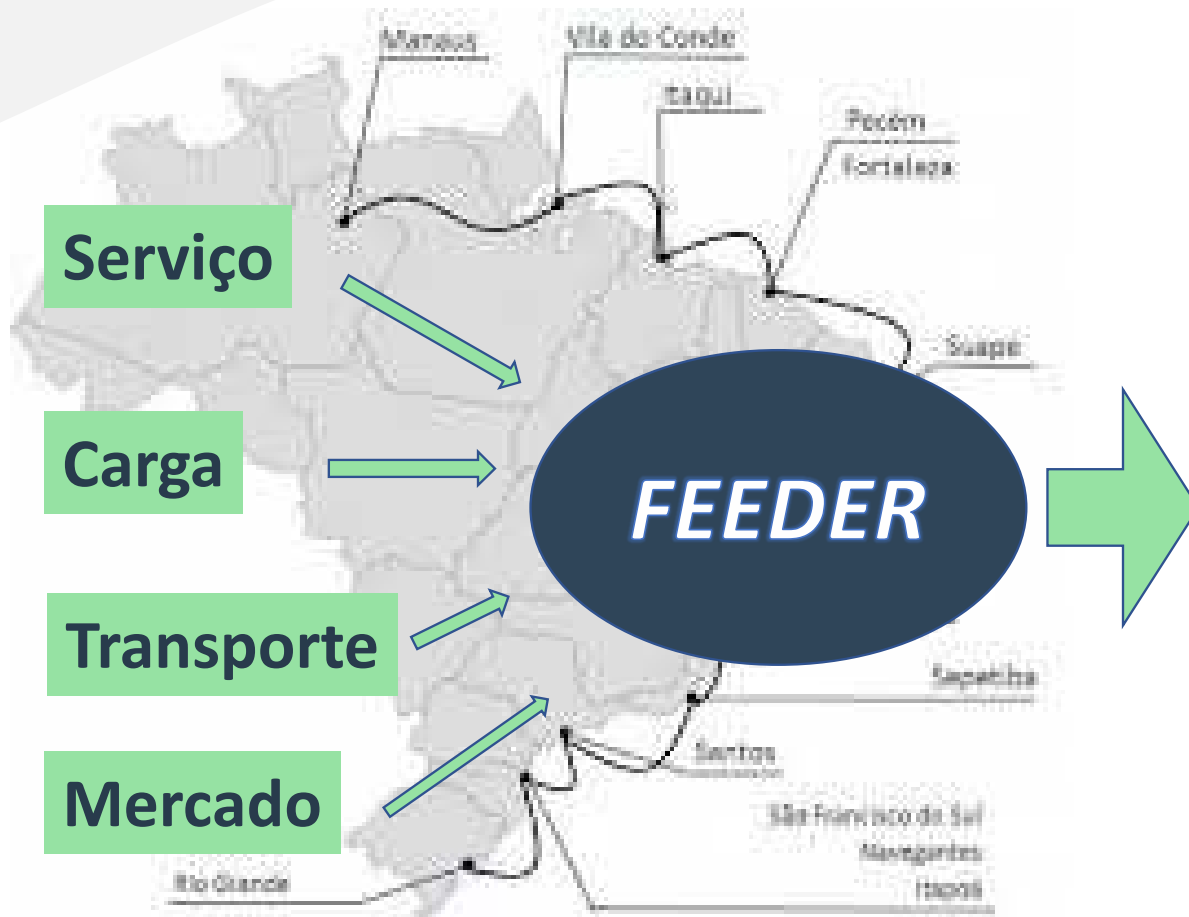 Manaus
Vila do Conde
Itaqui
Pecém
Fortaleza
Serviço
Suape
Carga
FEEDER
Transporte
Sepetiba
Santos
Mercado
São Francisco do Sul
Navegantes
Itapoá
Rio Grande